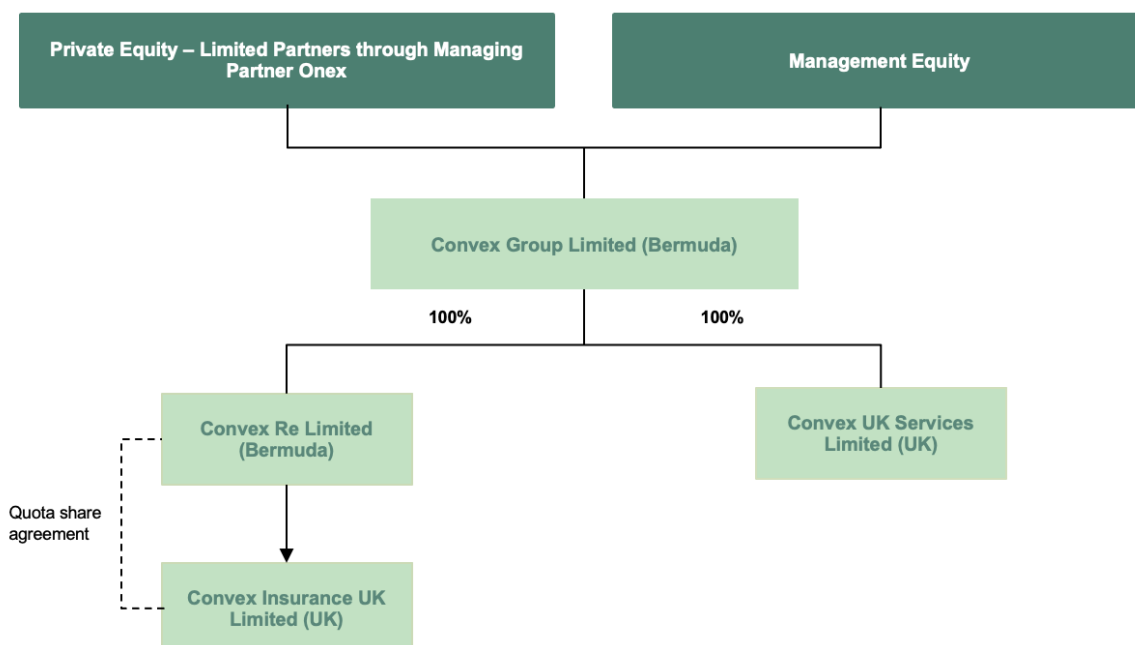 Private Equity – Limited Partners through Managing
Partner Onex
Management Equity
Convex Group Limited (Bermuda)
100%
100%
Convex Re Limited
(Bermuda)
Convex UK Services
Limited (UK)
Quota share
agreement
Convex Insurance UK
Limited (UK)